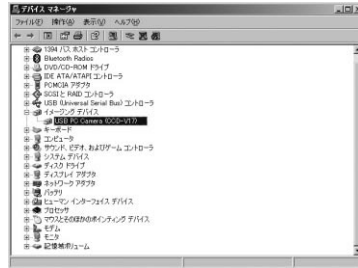 デバイス マネージャ
ファイル(F) 操作(A) 表示(V) ヘルプ(H)
1394 バス ホスト コントローラ
Bluetooth Radios
DVD/CD-ROM ドライブ
IDE ATA/ATAPI コントローラ
PCMCIA アダプタ
SCSI と RAID コントローラ
USB (Universal Serial Bus) コントローラ
イメージング デバイス
USB PC Camera (OCD-V17)
キーボード
コンピュータ
サウンド、ビデオ、およびゲーム コントローラ
システム デバイス
ディスク ドライブ
ディスプレイ アダプタ
ネットワーク アダプタ
バッテリ
ヒューマン インターフェイス デバイス
プロセッサ
マウスとそのほかのポインティング デバイス
モデム
モニタ
記憶域ボリューム